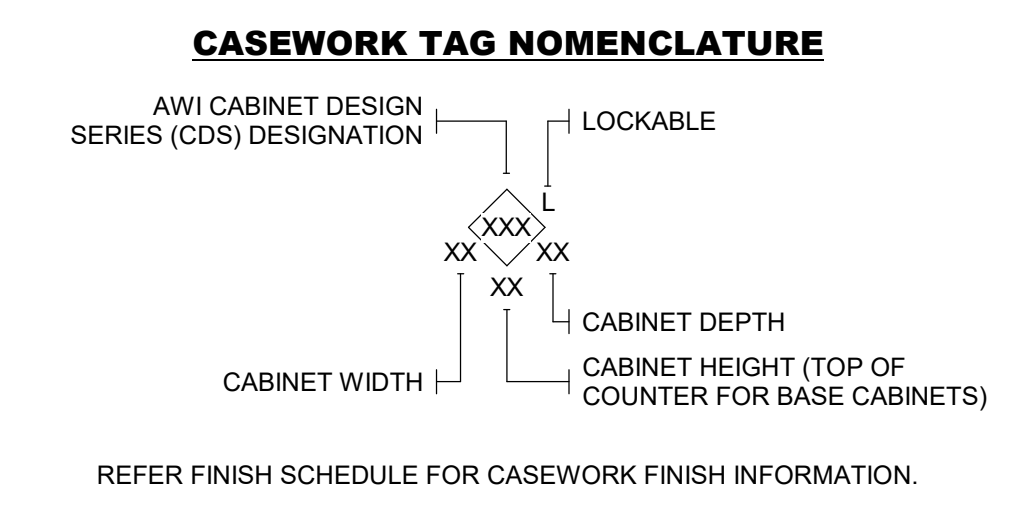 CASEWORK TAG NOMENCLATURE
AWI CABINET DESIGN
SERIES (CDS) DESIGNATION
LOCKABLE
L
XXX
XX
XX
XX
CABINET DEPTH
CABINET WIDTH
CABINET HEIGHT (TOP OF
COUNTER FOR BASE CABINETS)
REFER FINISH SCHEDULE FOR CASEWORK FINISH INFORMATION.